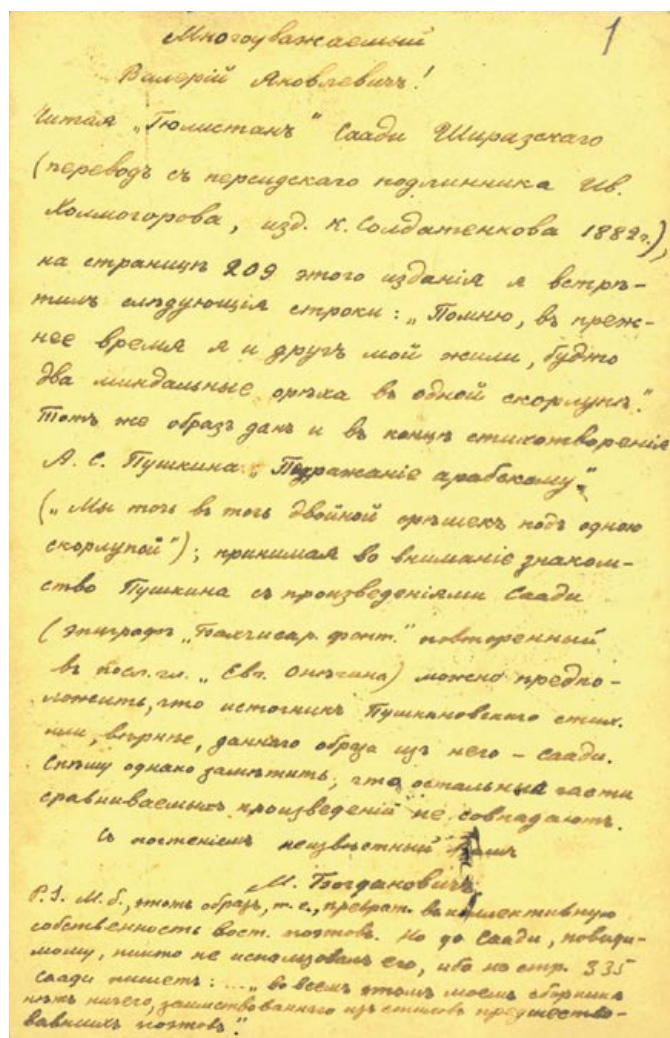 1
Многоуважаемый
Валерій Яковлевичъ!
Читая „Гюлистанъ“ Саади Ширазскаго
(переводъ съ персидскаго подлинника Ив.
Холмогорова, изд. К. Солдатенкова 1882 г.),
на страницѣ 209 этого изданія я встрѣ-
тилъ слѣдующія строки: „Помню, въ преж-
нее время я и другъ мой жили, будто
два миндальные орѣха въ одной скорлупѣ.“
Тотъ же образъ данъ и въ концѣ стихотворенія
А. С. Пушкина „Подражаніе арабскому“
(„Мы точь въ точь двойной орѣшекъ подъ одною
скорлупой“); принимая во вниманіе знаком-
ство Пушкина съ произведеніями Саади
(эпиграфъ „Бахчисар. фонт.“ повторенный
въ посл. гл. „Евг. Онѣгина) можно предпо-
ложить, что источникъ Пушкиновскаго стих.
или, вѣрнѣе, даннаго образа изъ него – Саади.
Спѣшу однако замѣтить, что остальныя части
сравниваемыхъ произведеній не совпадаютъ.
Съ почтеніемъ неизвѣстный Вамъ
М. Богдановичъ
P. S. М. б., этотъ образъ, т. е., преврат. въ коллективную
собственность вост. поэтовъ. Но до Саади, повиди-
мому, никто не использовалъ его, ибо на стр. 335
Саади пишетъ: ...„во всемъ этомъ моемъ сборникѣ
нѣтъ ничего, заимствованнаго изъ стиховъ предшество-
вавшихъ поэтовъ“.